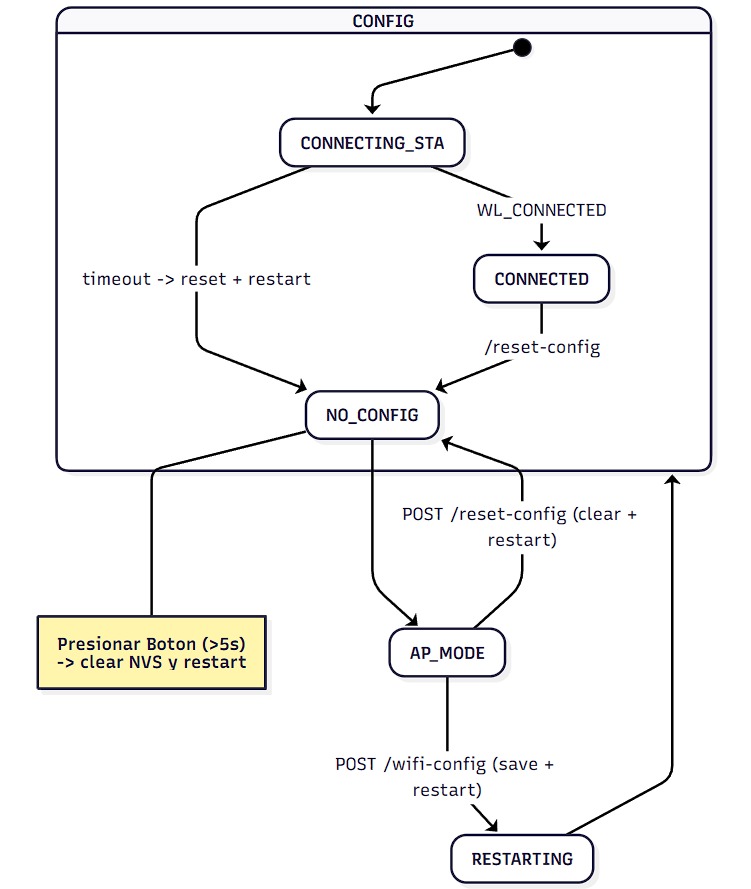 CONFIG
CONNECTING_STA
WL_CONNECTED
timeout -> reset + restart
CONNECTED
/reset-config
NO_CONFIG
POST /reset-config (clear +
restart)
Presionar Boton (>5s)
-> clear NVS y restart
AP_MODE
POST /wifi-config (save +
restart)
RESTARTING